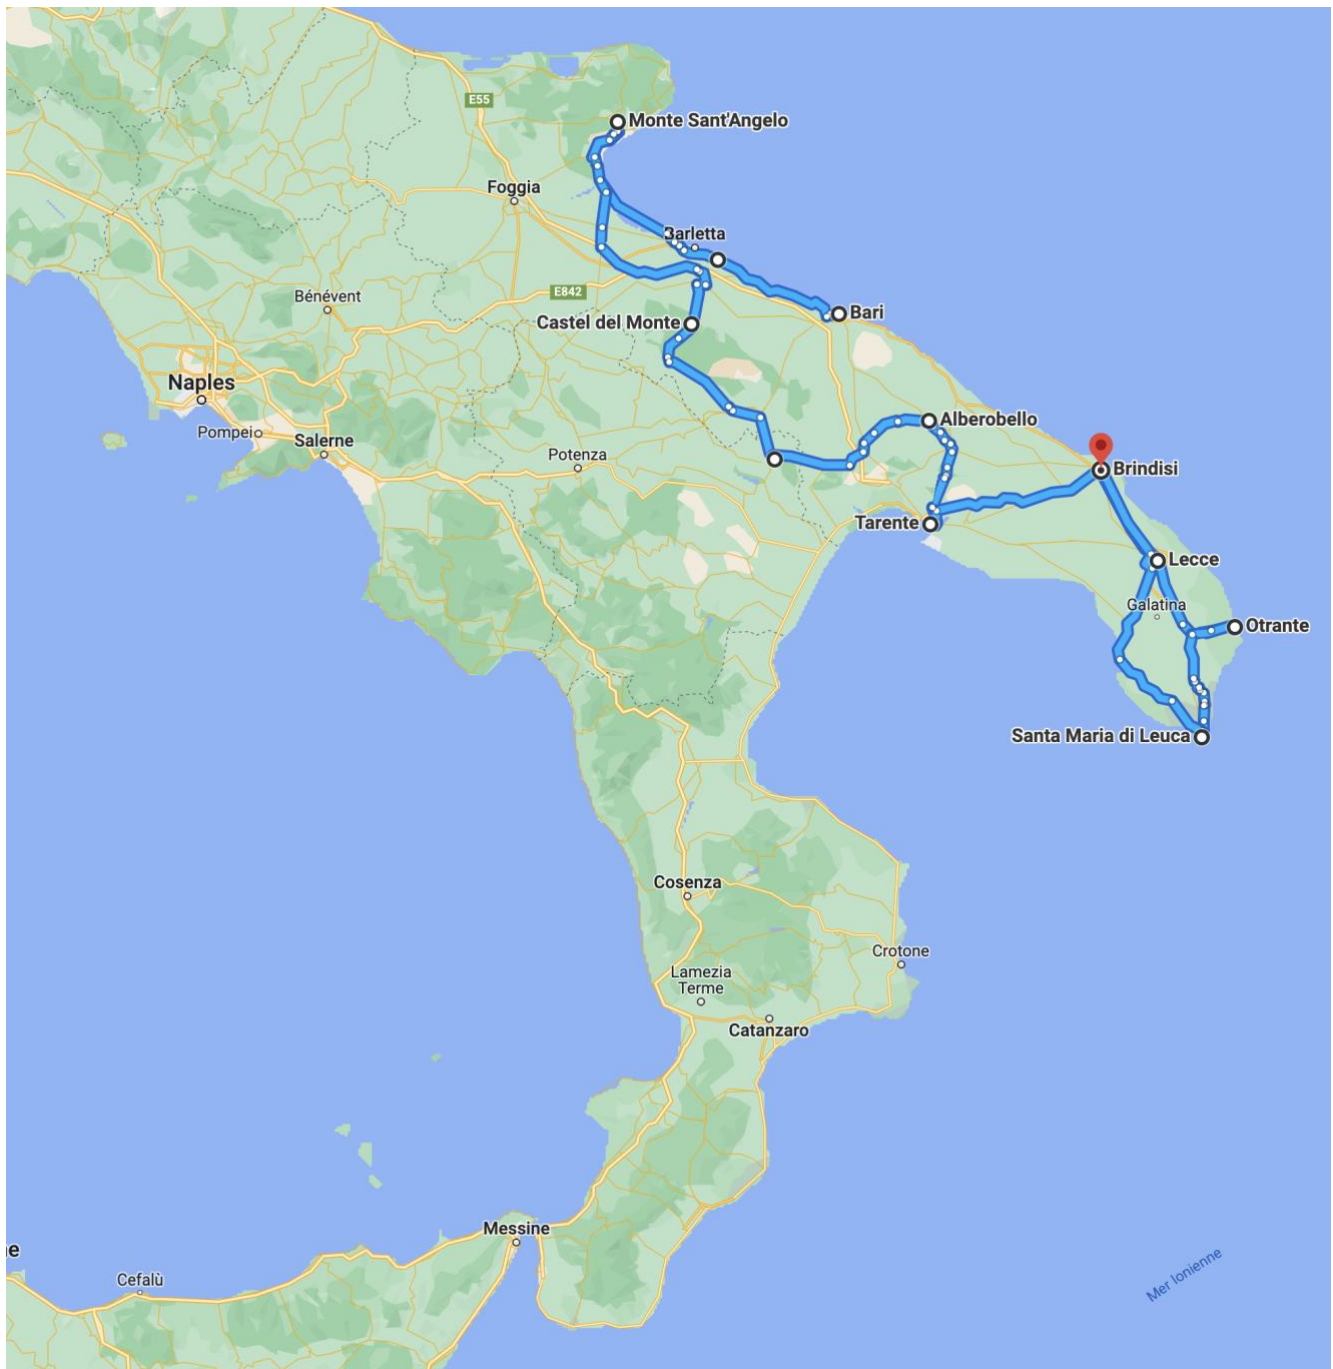 E55
Monte Sant'Angelo
Foggia
Barletta
E842
Bénévent
Bari
Castel del Monte
Naples
Pompei
Salerne
Alberobello
Potenza
Brindisi
Tarente
Lecce
Galatina
Otrante
Santa Maria di Leuca
Cosenza
Crotone
Lamezia
Terme
Catanzaro
Messine
e
Mer Ionienne
Cefalù